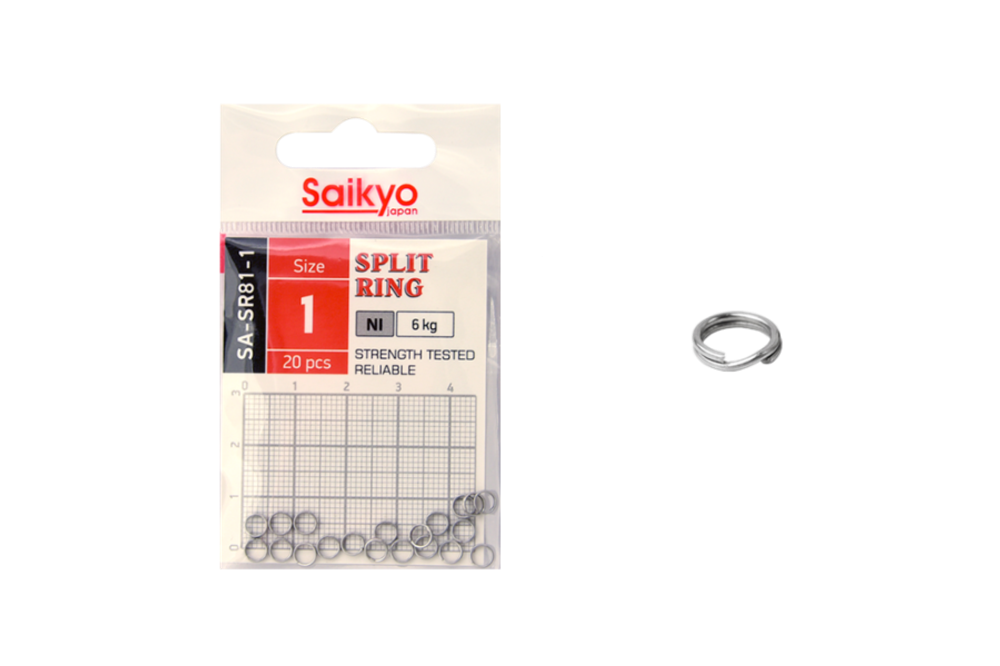 Saikyo
japan
SA-SR81-1
Size
1
20 pcs
SPLIT
RING
NI
6 kg
STRENGTH TESTED
RELIABLE
0 1 2 3 4
3
2
1
0